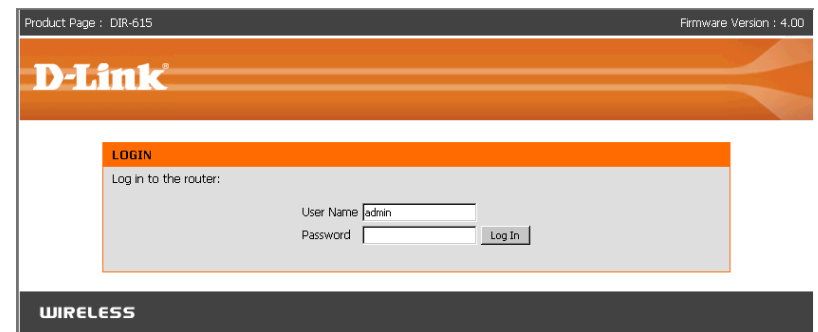 Product Page : DIR-615 Firmware Version : 4.00
D-Link®
LOGIN
Log in to the router:
User Name admin
Password Log In
WIRELESS